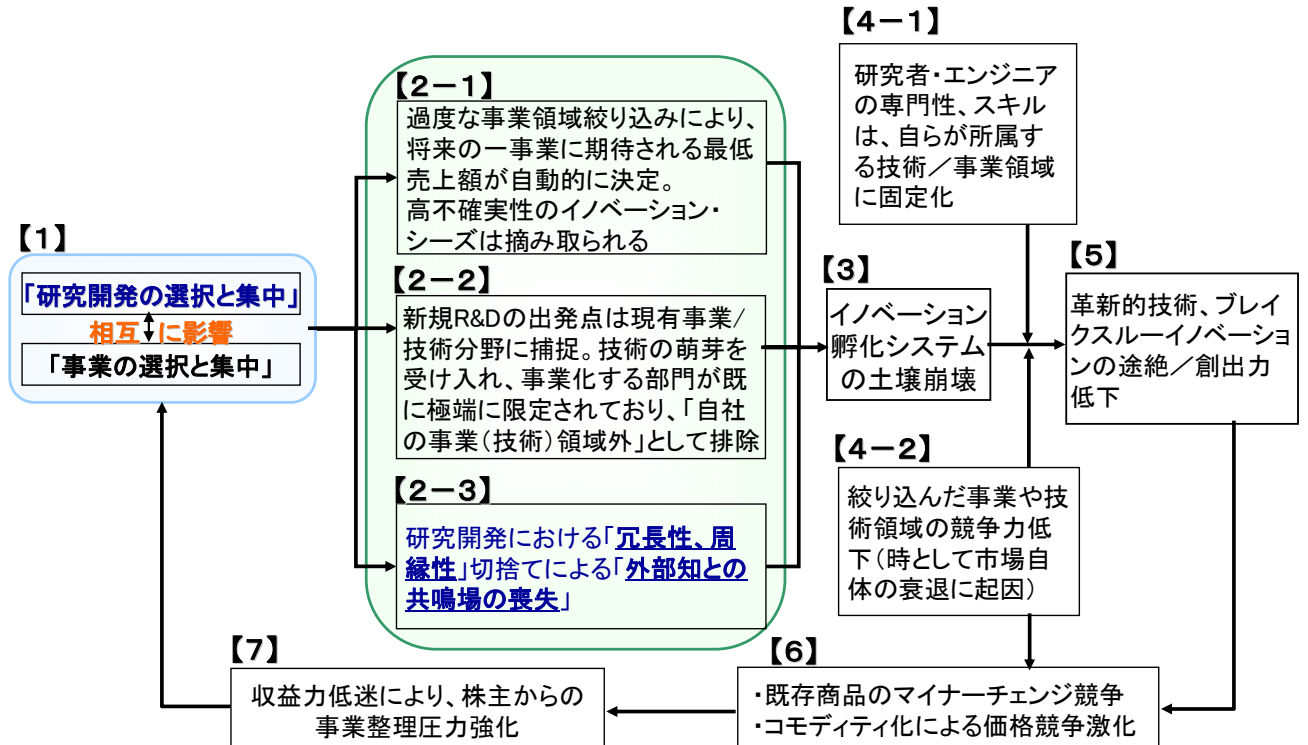 【1】
「研究開発の選択と集中」
相互に影響
「事業の選択と集中」
【2－1】
過度な事業領域絞り込みにより、
将来の一事業に期待される最低
売上額が自動的に決定。
高不確実性のイノベーション・
シーズは摘み取られる
【2－2】
新規R&Dの出発点は現有事業/
技術分野に捕捉。技術の萌芽を
受け入れ、事業化する部門が既
に極端に限定されており、「自社
の事業（技術）領域外」として排除
【2－3】
研究開発における「冗長性、周
縁性」切捨てによる「外部知との
共鳴場の喪失」
【3】
イノベーション
孵化システム
の土壌崩壊
【4－1】
研究者・エンジニア
の専門性、スキル
は、自らが所属す
る技術／事業領域
に固定化
【4－2】
絞り込んだ事業や技
術領域の競争力低
下（時として市場自
体の衰退に起因）
【5】
革新的技術、ブレイ
クスルーイノベーショ
ンの途絶／創出力
低下
【6】
・既存商品のマイナーチェンジ競争
・コモディティ化による価格競争激化
【7】
収益力低迷により、株主からの
事業整理圧力強化